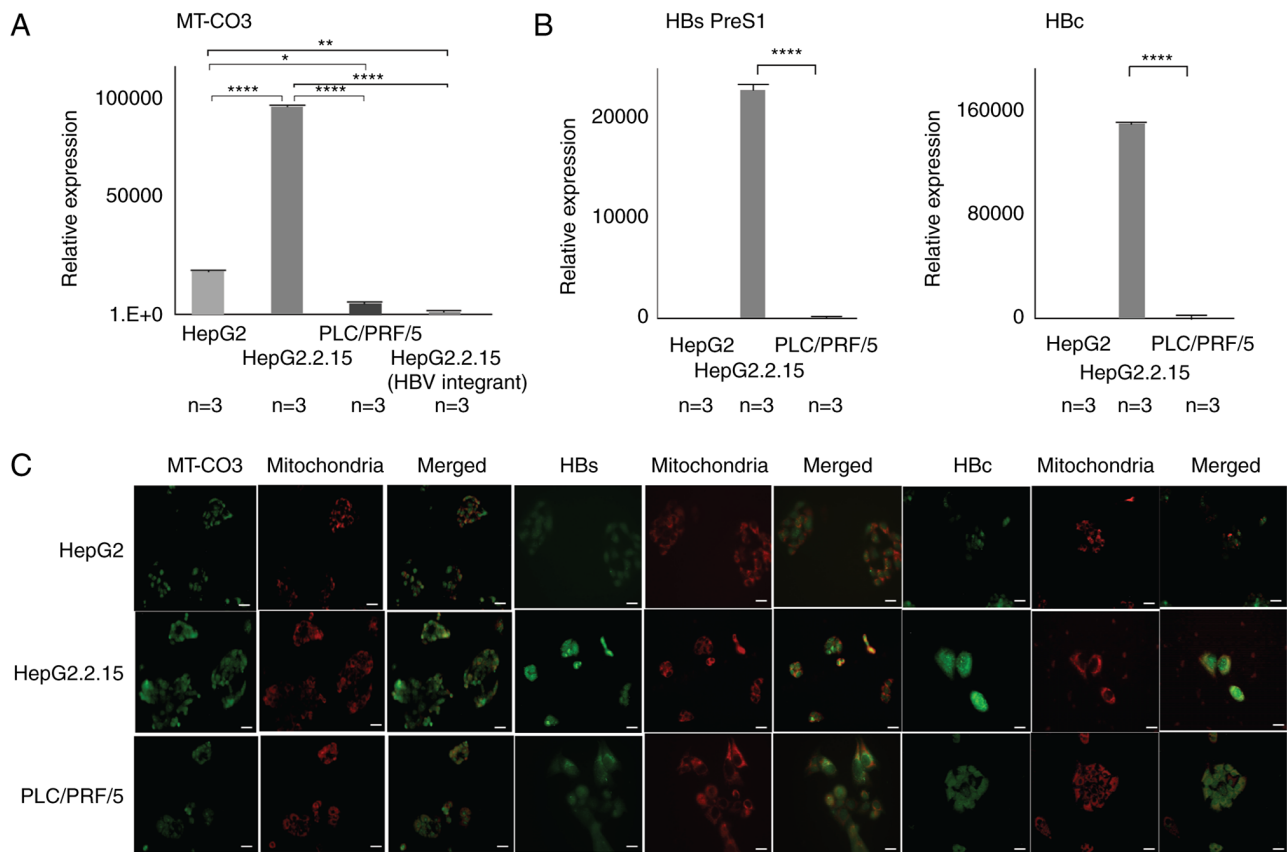 A
MT-CO3
**
*
****
****
****
Relative expression
100000
50000
1.E+0
HepG2
PLC/PRF/5
HepG2.2.15
HepG2.2.15
(HBV integrant)
n=3
n=3
n=3
n=3
B
HBs PreS1
****
Relative expression
20000
10000
0
HepG2
PLC/PRF/5
HepG2.2.15
n=3
n=3
n=3
HBc
****
Relative expression
160000
80000
0
HepG2
PLC/PRF/5
HepG2.2.15
n=3
n=3
n=3
C
MT-CO3 Mitochondria Merged HBs Mitochondria Merged HBc Mitochondria Merged
HepG2
HepG2.2.15
PLC/PRF/5